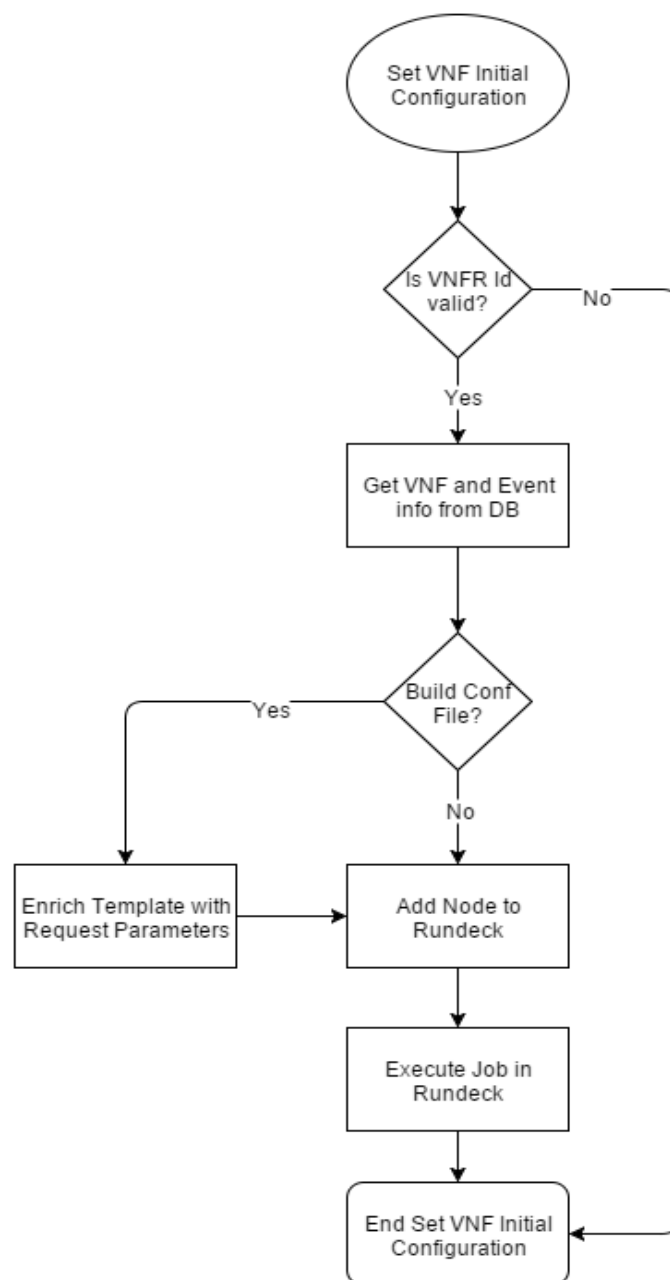 Set VNF Initial
Configuration
Is VNFR Id
valid?
No
Yes
Get VNF and Event
info from DB
Build Conf
File?
Yes
No
Enrich Template with
Request Parameters
Add Node to
Rundeck
Execute Job in
Rundeck
End Set VNF Initial
Configuration